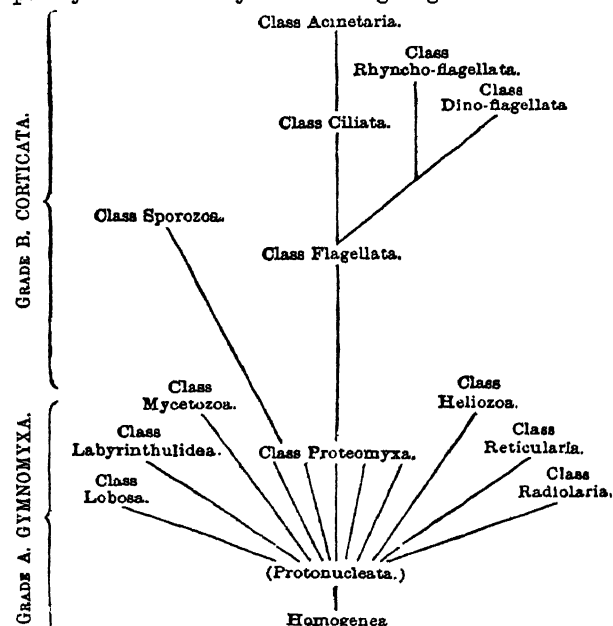 Class Acinetaria.
Class
Rhyncho-flagellata.
Class
Dino-flagellata
Class Ciliata.
GRADE B. CORTICATA.
Class Sporozoa.
Class Flagellata.
Class
Mycetozoa.
Class
Heliozoa.
Class
Labyrinthulidea.
Class Proteomyxa.
Class
Reticularia.
Class
Lobosa.
Class
Radiolaria.
GRADE A. GYMNOMYXA.
(Protonucleata.)
Homogenea